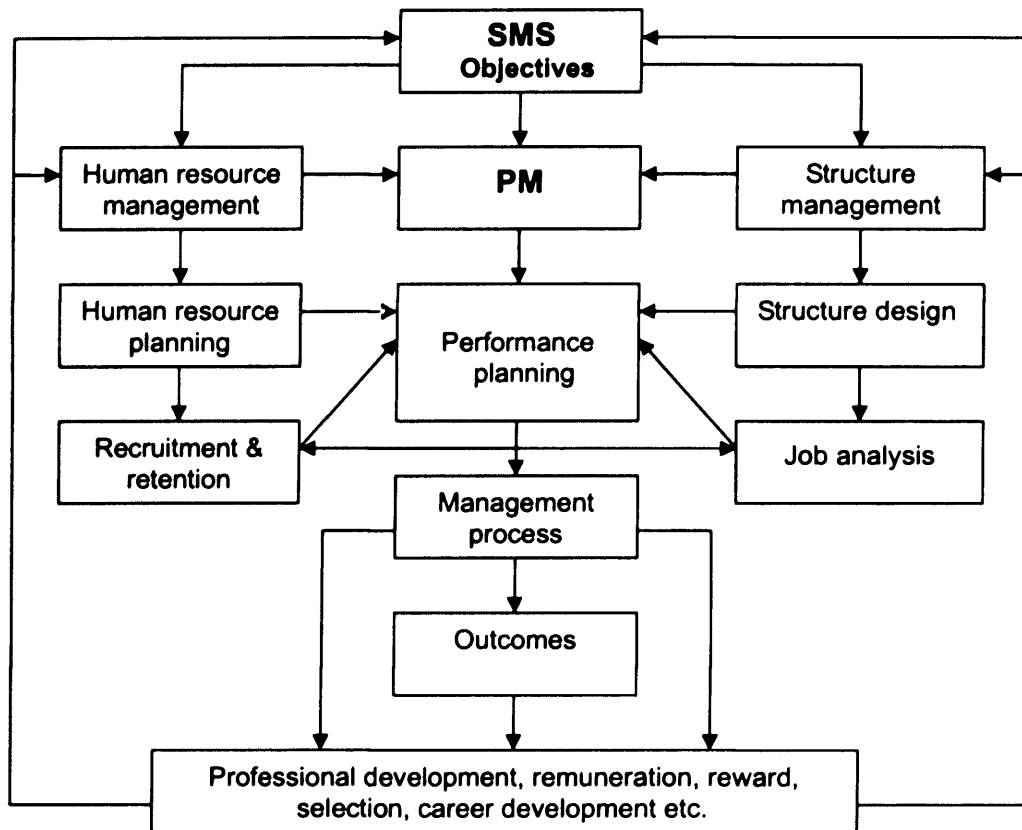 SMS
Objectives
Human resource
management
PM
Structure
management
Human resource
planning
Performance
planning
Structure design
Recruitment &
retention
Job analysis
Management
process
Outcomes
Professional development, remuneration, reward,
selection, career development etc.